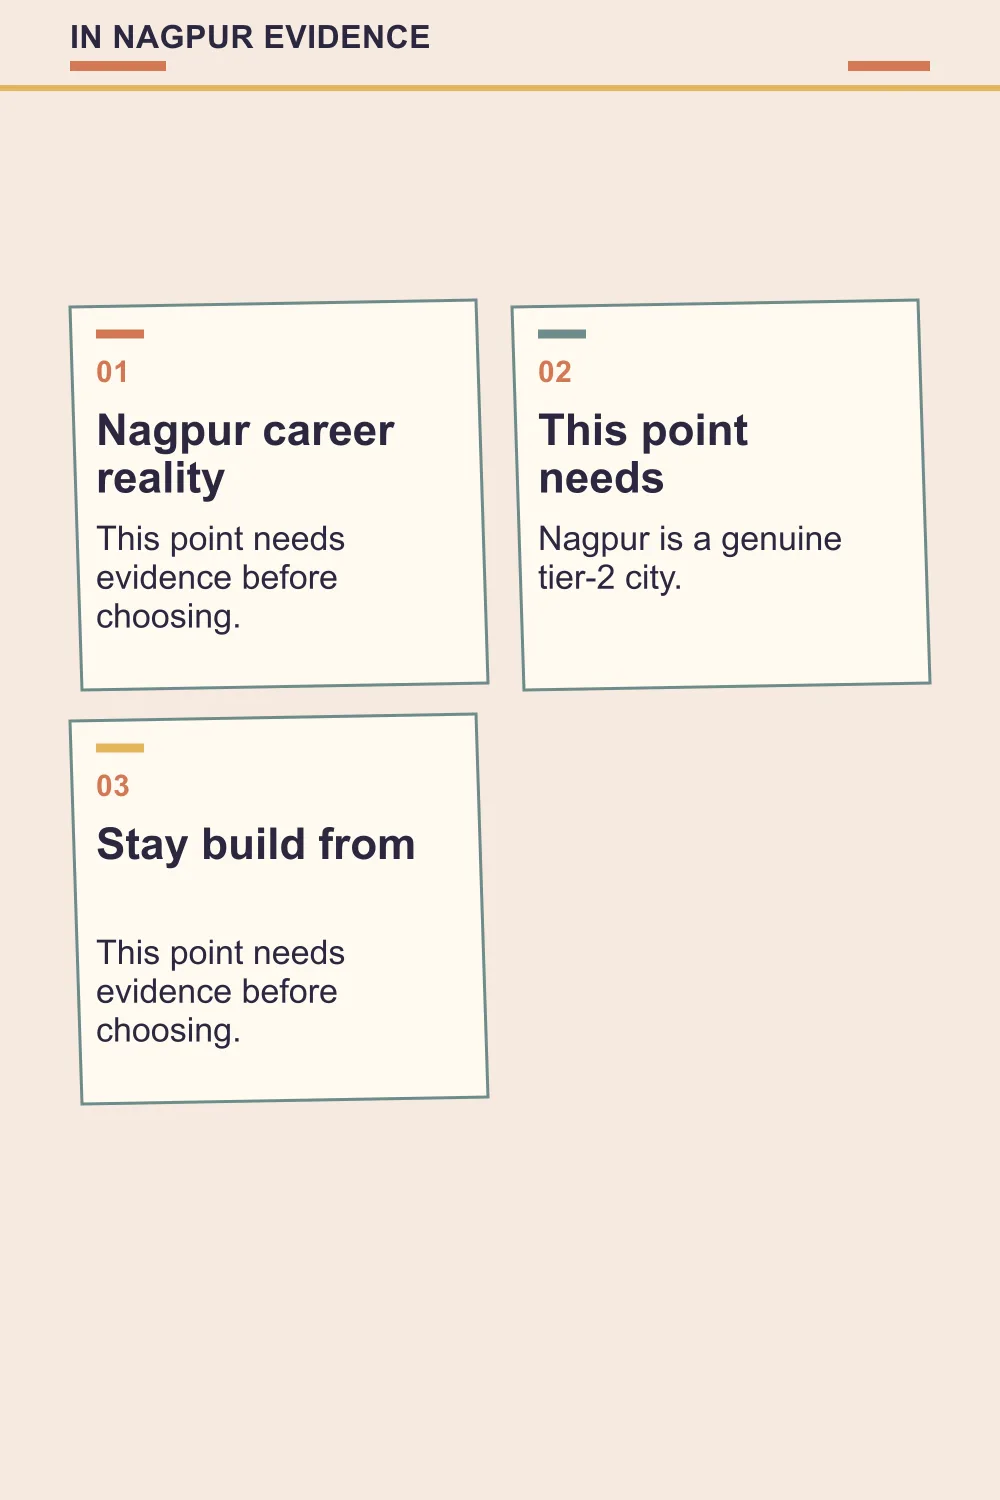 IN NAGPUR EVIDENCE
01
Nagpur career
reality
This point needs
evidence before
choosing.
02
This point
needs
Nagpur is a genuine
tier-2 city.
03
Stay build from
This point needs
evidence before
choosing.